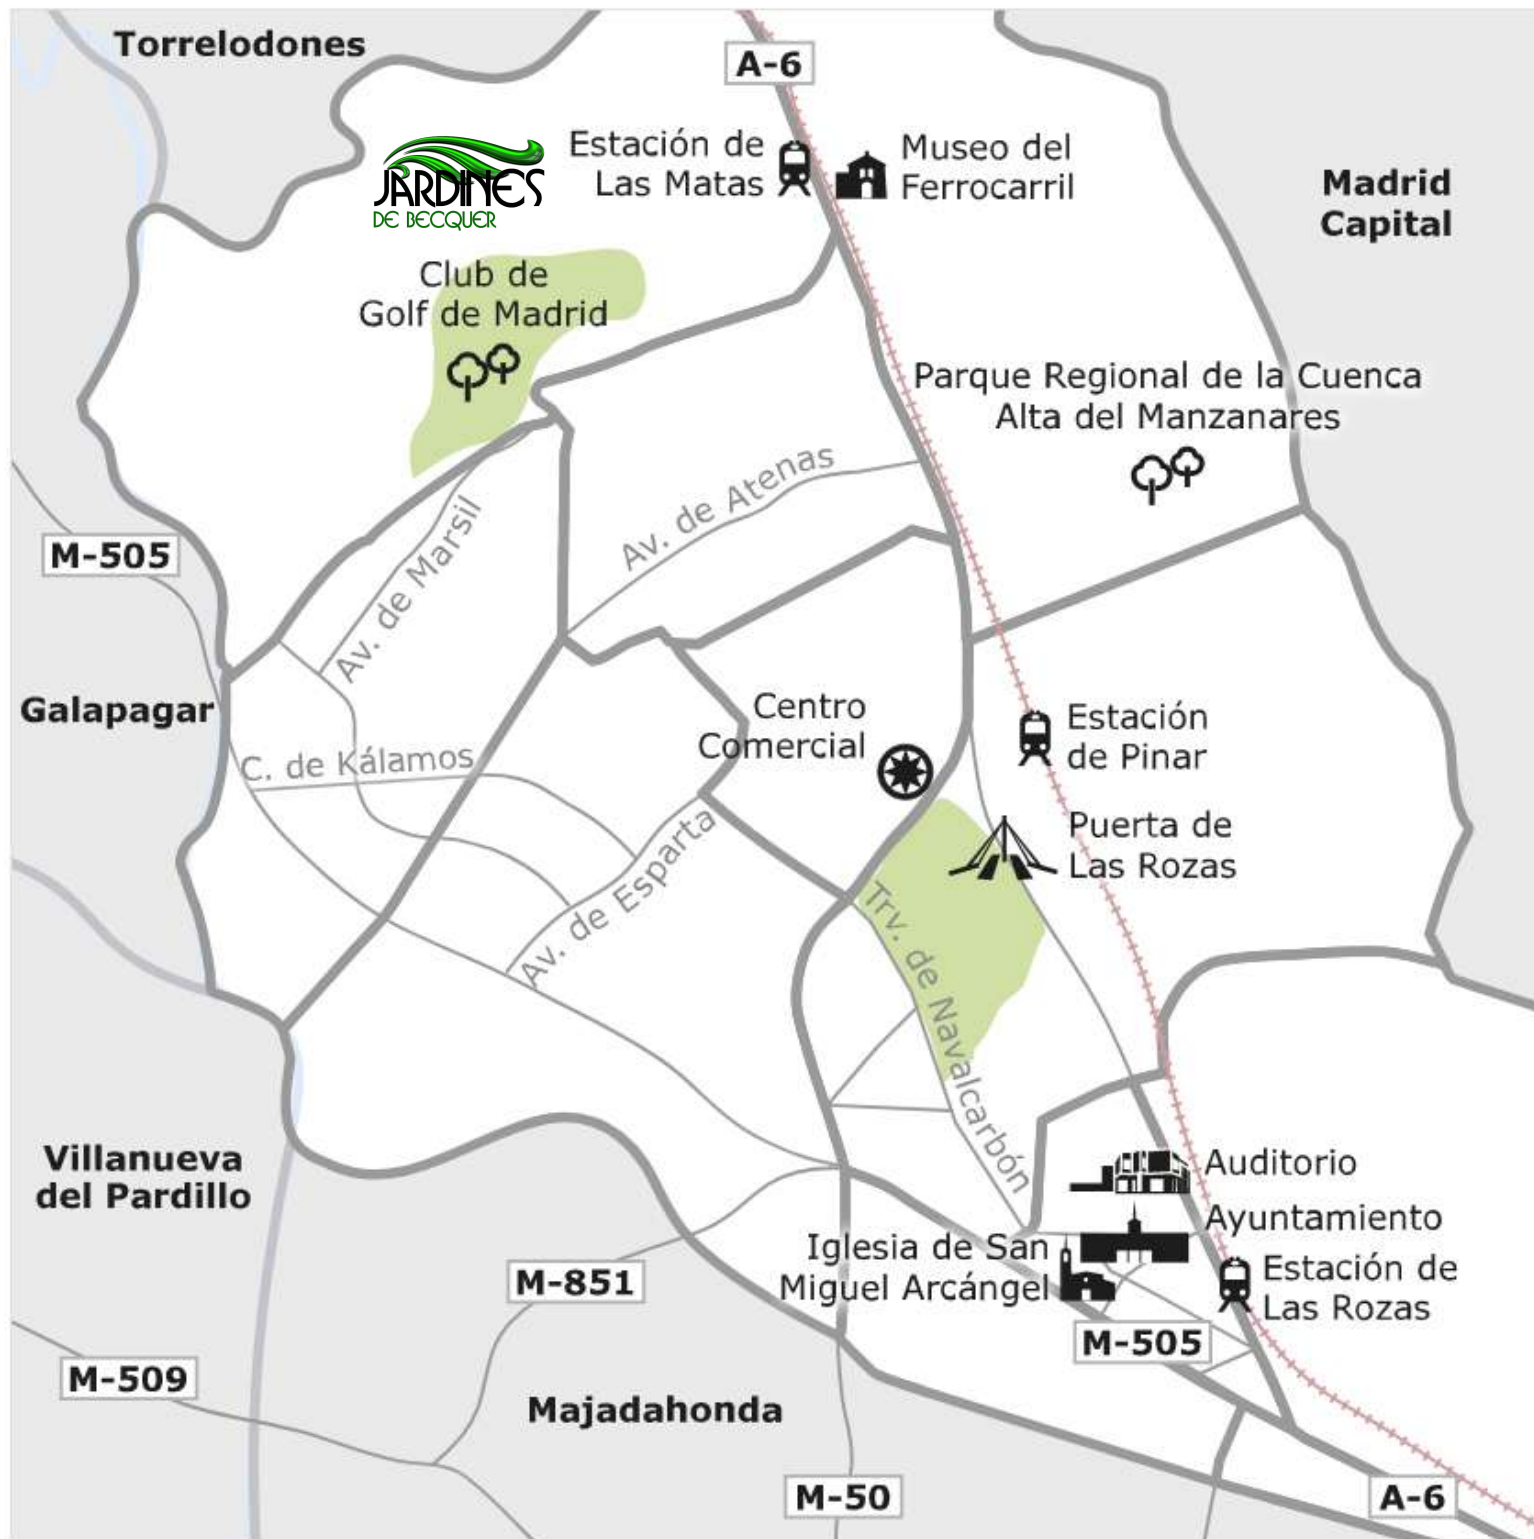 Torrelodones
A-6
JARDINES
DE BECQUER
Estación de
Las Matas
Museo del
Ferrocarril
Madrid
Capital
Club de
Golf de Madrid
Parque Regional de la Cuenca
Alta del Manzanares
Av. de Atenas
M-505
Av. de Marsil
Galapagar
C. de Kálamos
Centro
Comercial
Estación
de Pinar
Puerta de
Las Rozas
Av. de Esparta
Trv. de Navalcarbón
Villanueva
del Pardillo
Auditorio
Ayuntamiento
Iglesia de San
Miguel Arcángel
Estación de
Las Rozas
M-851
M-505
M-509
Majadahonda
M-50
A-6